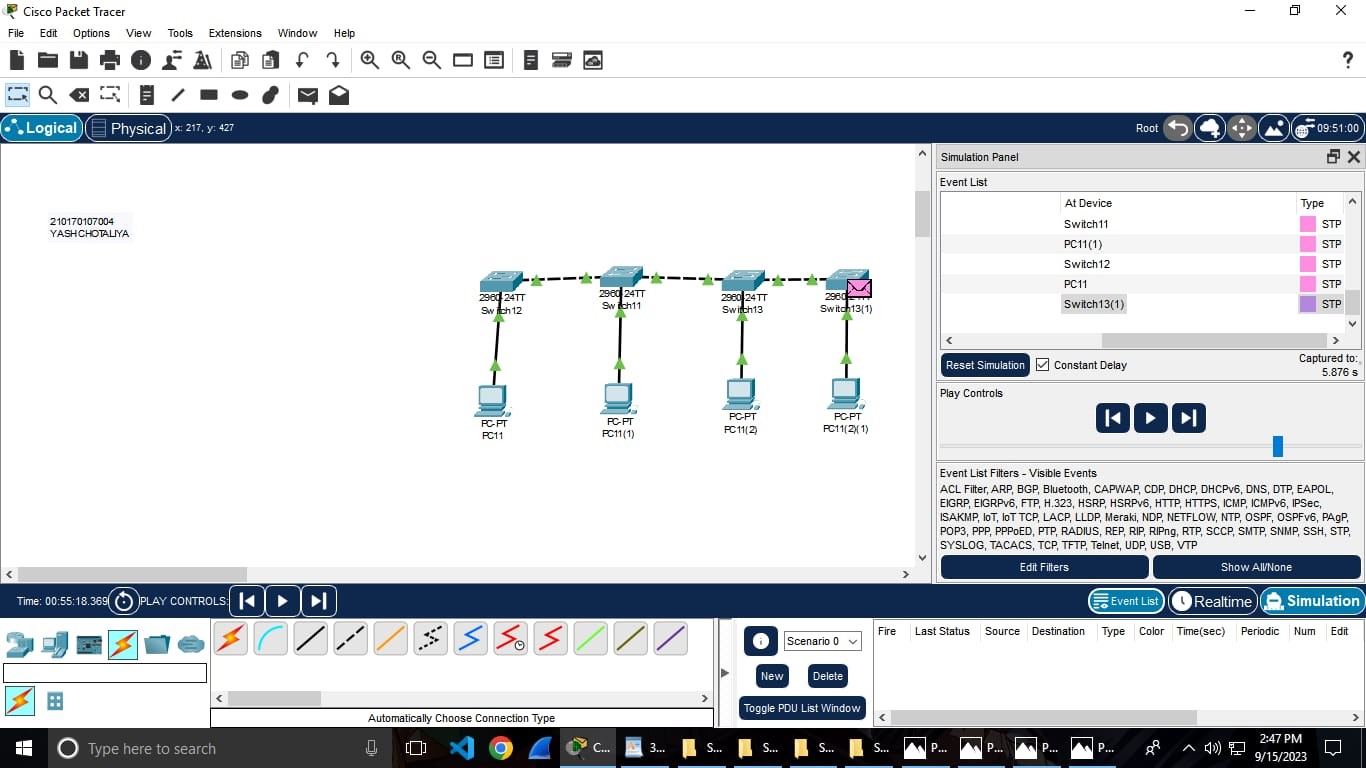 Cisco Packet Tracer
File Edit Options View Tools Extensions Window Help
Logical Physical x: 217, y: 427 Root 09:51:00
210170107004
YASH CHOTALIYA
2960-24TT
Switch12
2960-24TT
Switch11
2960-24TT
Switch13
Switch13(1)
PC-PT
PC11
PC-PT
PC11(1)
PC-PT
PC11(2)
PC-PT
PC11(2)(1)
Simulation Panel
Event List
At Device Type
Switch11 STP
PC11(1) STP
Switch12 STP
PC11 STP
Switch13(1) STP
Reset Simulation Constant Delay Captured to:
5.876 s
Play Controls
Event List Filters - Visible Events
ACL Filter, ARP, BGP, Bluetooth, CAPWAP, CDP, DHCP, DHCPv6, DNS, DTP, EAPOL,
EIGRP, EIGRPv6, FTP, H.323, HSRP, HSRPv6, HTTP, HTTPS, ICMP, ICMPv6, IPSec,
ISAKMP, IoT, IoT TCP, LACP, LLDP, Meraki, NDP, NETFLOW, NTP, OSPF, OSPFv6, PAgP,
POP3, PPP, PPPoED, PTP, RADIUS, REP, RIP, RIPng, RTP, SCCP, SMTP, SNMP, SSH, STP,
SYSLOG, TACACS, TCP, TFTP, Telnet, UDP, USB, VTP
Edit Filters Show All/None
Time: 00:55:18.369 PLAY CONTROLS: Event List Realtime Simulation
Scenario 0
New Delete
Toggle PDU List Window
Fire Last Status Source Destination Type Color Time(sec) Periodic Num Edit
Automatically Choose Connection Type
Type here to search
C... 3... S... S... S... S... P... P... P... P...
2:47 PM
9/15/2023